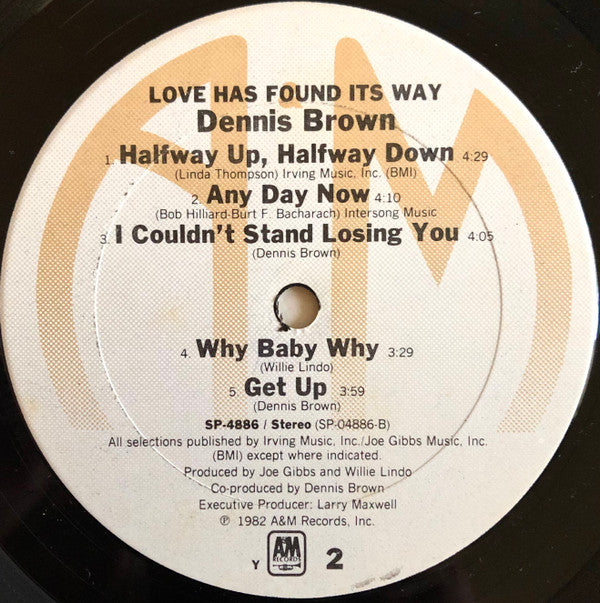 LOVE HAS FOUND ITS WAY
Dennis Brown
1. Halfway Up, Halfway Down 4:29
(Linda Thompson) Irving Music, Inc. (BMI)
2. Any Day Now 4:10
(Bob Hilliard-Burt F. Bacharach) Intersong Music
3. I Couldn't Stand Losing You 4:05
(Dennis Brown)
4. Why Baby Why 3:29
(Willie Lindo)
5. Get Up 3:59
(Dennis Brown)
SP-4886 / Stereo (SP-04886-B)
All selections published by Irving Music, Inc./Joe Gibbs Music, Inc.
(BMI) except where indicated.
Produced by Joe Gibbs and Willie Lindo
Co-produced by Dennis Brown
Executive Producer: Larry Maxwell
℗ 1982 A&M Records, Inc.
Y A&M RECORDS 2